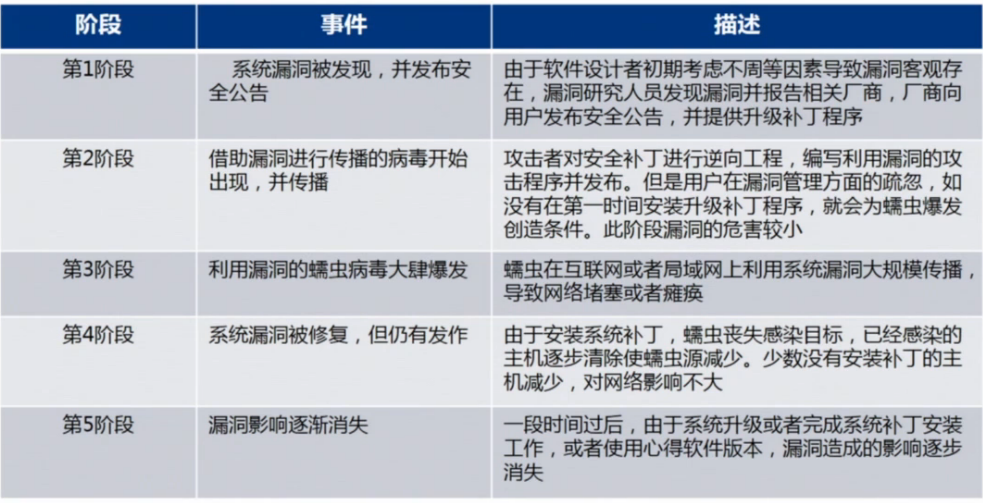 阶段 事件 描述
第1阶段
系统漏洞被发现，并发布安
全公告
由于软件设计者初期考虑不周等因素导致漏洞客观存
在，漏洞研究人员发现漏洞并报告相关厂商，厂商向
用户发布安全公告，并提供升级补丁程序
第2阶段
借助漏洞进行传播的病毒开始
出现，并传播
攻击者对安全补丁进行逆向工程，编写利用漏洞的攻
击程序并发布。但是用户在漏洞管理方面的疏忽，如
没有在第一时间安装升级补丁程序，就会为蠕虫爆发
创造条件。此阶段漏洞的危害较小
第3阶段
利用漏洞的蠕虫病毒大肆爆发
蠕虫在互联网或者局域网上利用系统漏洞大规模传播，
导致网络堵塞或者瘫痪
第4阶段
系统漏洞被修复，但仍有发作
由于安装系统补丁，蠕虫丧失感染目标，已经感染的
主机逐步清除使蠕虫源减少。少数没有安装补丁的主
机减少，对网络影响不大
第5阶段
漏洞影响逐渐消失
一段时间过后，由于系统升级或者完成系统补丁安装
工作，或者使用心得软件版本，漏洞造成的影响逐步
消失